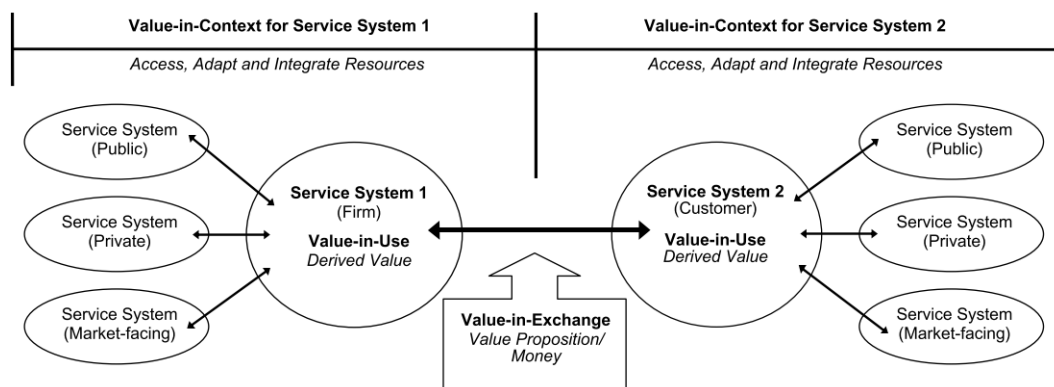 Value-in-Context for Service System 1
Access, Adapt and Integrate Resources
Value-in-Context for Service System 2
Access, Adapt and Integrate Resources
Service System
(Public)
Service System
(Private)
Service System
(Market-facing)
Service System 1
(Firm)
Value-in-Use
Derived Value
Value-in-Exchange
Value Proposition/
Money
Service System 2
(Customer)
Value-in-Use
Derived Value
Service System
(Public)
Service System
(Private)
Service System
(Market-facing)